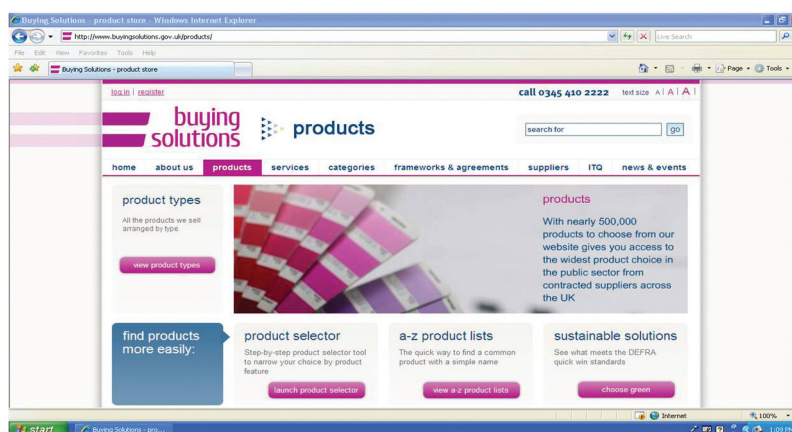 Buying Solutions - product store - Windows Internet Explorer
http://www.buyingsolutions.gov.uk/products/
Live Search
File Edit View Favorites Tools Help
Buying Solutions - product store
Page Tools
log in | register
call 0345 410 2222
text size A | A | A |
buying
solutions
products
search for
go
home about us products services categories frameworks & agreements suppliers ITQ news & events
product types
All the products we sell
arranged by type.
view product types
products
With nearly 500,000
products to choose from our
website gives you access to
the widest product choice in
the public sector from
contracted suppliers across
the UK
find products
more easily:
product selector
Step-by-step product selector tool
to narrow your choice by product
feature
launch product selector
a-z product lists
The quick way to find a common
product with a simple name
view a-z product lists
sustainable solutions
See what meets the DEFRA
quick win standards
choose green
Internet
100%
start
Buying Solutions - pro...
1:09 PM